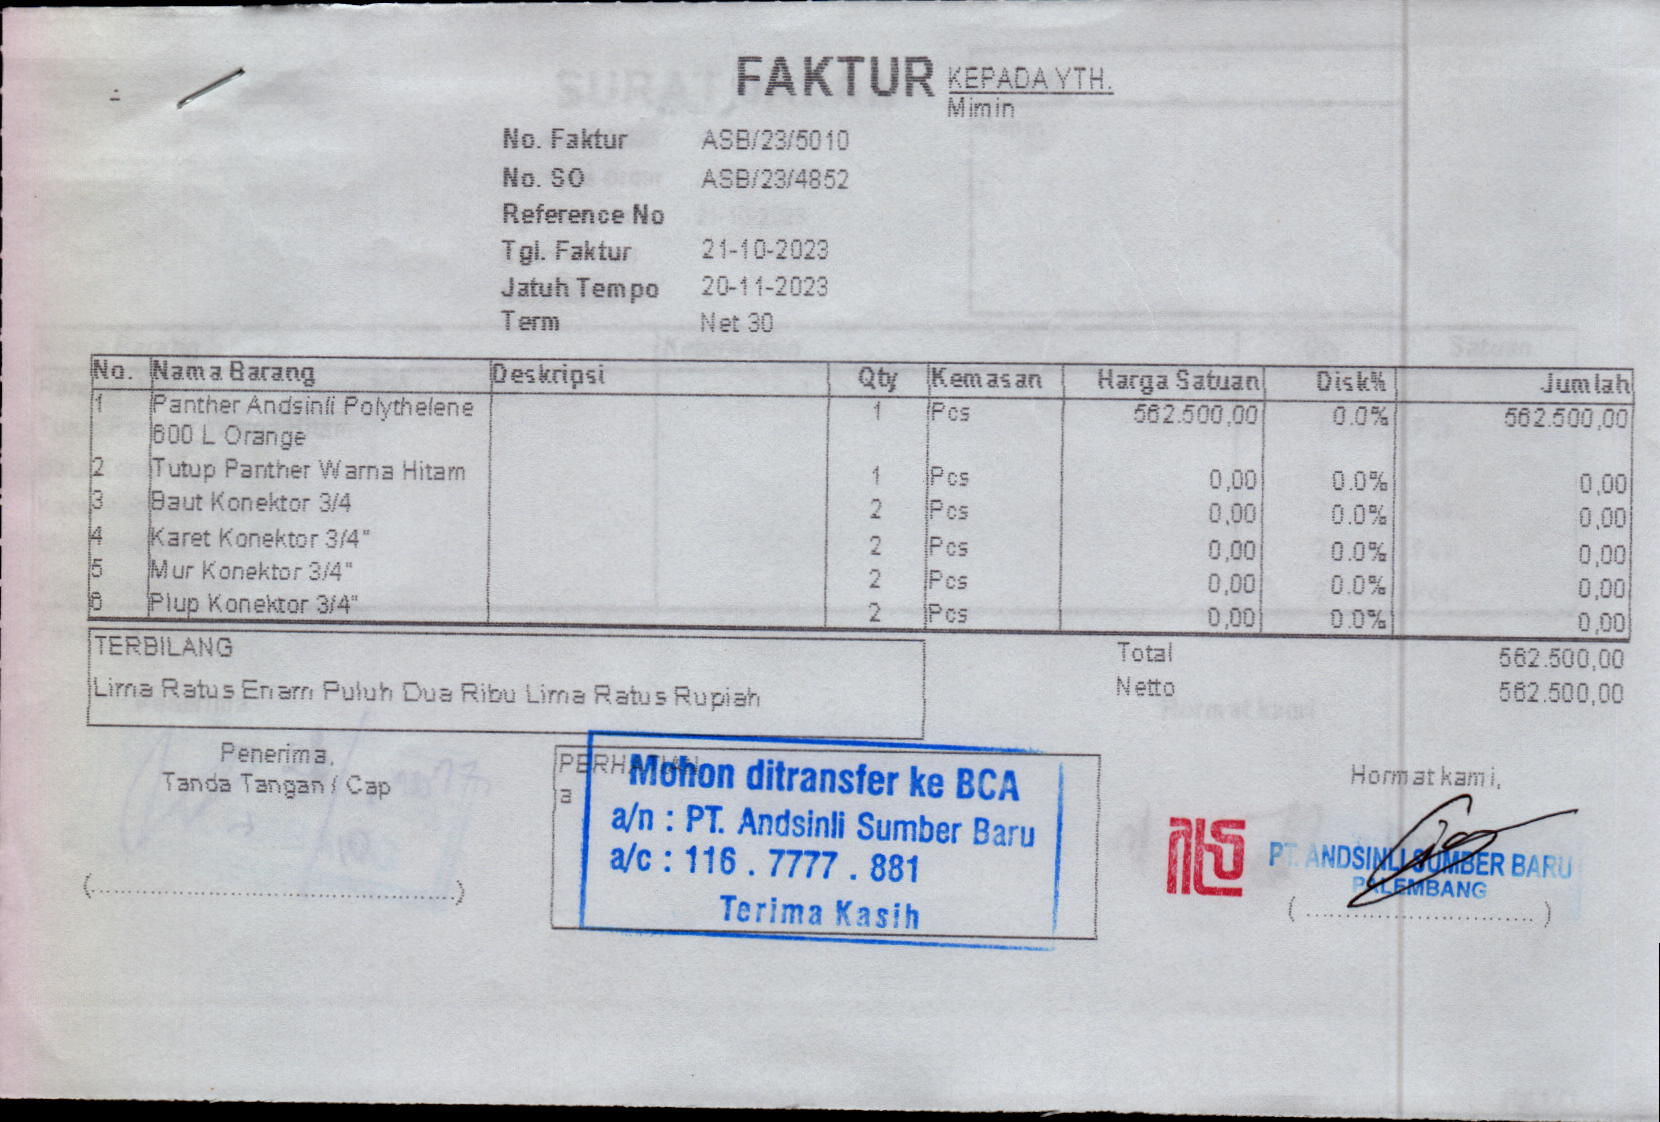 FAKTUR
KEPADA YTH.
Mimin
No. Faktur ASB/23/5010
No. SO ASB/23/4852
Reference No
Tgl. Faktur 21-10-2023
Jatuh Tempo 20-11-2023
Term Net 30
No. Nama Barang Deskripsi Qty Kemasan Harga Satuan Disk% Jumlah
1 Panther Andsinli Polythelene 1 Pcs 562.500,00 0.0% 562.500,00
600 L Orange
2 Tutup Panther Warna Hitam 1 Pcs 0,00 0.0% 0,00
3 Baut Konektor 3/4 2 Pcs 0,00 0.0% 0,00
4 Karet Konektor 3/4" 2 Pcs 0,00 0.0% 0,00
5 Mur Konektor 3/4" 2 Pcs 0,00 0.0% 0,00
6 Plup Konektor 3/4" 2 Pcs 0,00 0.0% 0,00
TERBILANG
Lima Ratus Enam Puluh Dua Ribu Lima Ratus Rupiah
Total 562.500,00
Netto 562.500,00
Penerima,
Tanda Tangan / Cap
PERHATIAN
a
Mohon ditransfer ke BCA
a/n : PT. Andsinli Sumber Baru
a/c : 116 . 7777 . 881
Terima Kasih
Hormat kami,
PT. ANDSINLI SUMBER BARU
PALEMBANG